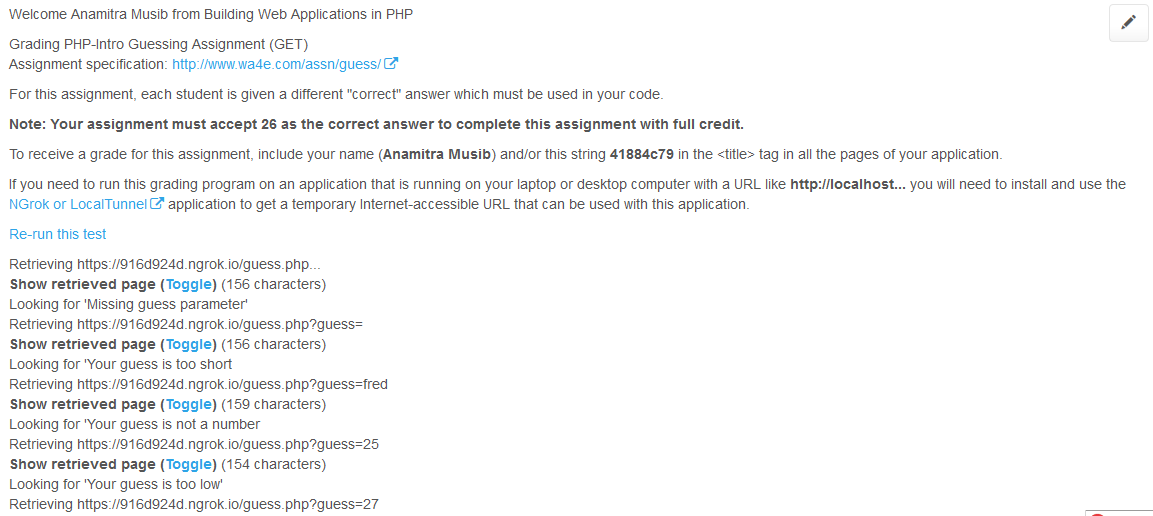 Welcome Anamitra Musib from Building Web Applications in PHP
Grading PHP-Intro Guessing Assignment (GET)
Assignment specification: http://www.wa4e.com/assn/guess/
For this assignment, each student is given a different "correct" answer which must be used in your code.
Note: Your assignment must accept 26 as the correct answer to complete this assignment with full credit.
To receive a grade for this assignment, include your name (Anamitra Musib) and/or this string 41884c79 in the <title> tag in all the pages of your application.
If you need to run this grading program on an application that is running on your laptop or desktop computer with a URL like http://localhost... you will need to install and use the
NGrok or LocalTunnel application to get a temporary Internet-accessible URL that can be used with this application.
Re-run this test
Retrieving https://916d924d.ngrok.io/guess.php...
Show retrieved page (Toggle) (156 characters)
Looking for 'Missing guess parameter'
Retrieving https://916d924d.ngrok.io/guess.php?guess=
Show retrieved page (Toggle) (156 characters)
Looking for 'Your guess is too short
Retrieving https://916d924d.ngrok.io/guess.php?guess=fred
Show retrieved page (Toggle) (159 characters)
Looking for 'Your guess is not a number
Retrieving https://916d924d.ngrok.io/guess.php?guess=25
Show retrieved page (Toggle) (154 characters)
Looking for 'Your guess is too low'
Retrieving https://916d924d.ngrok.io/guess.php?guess=27